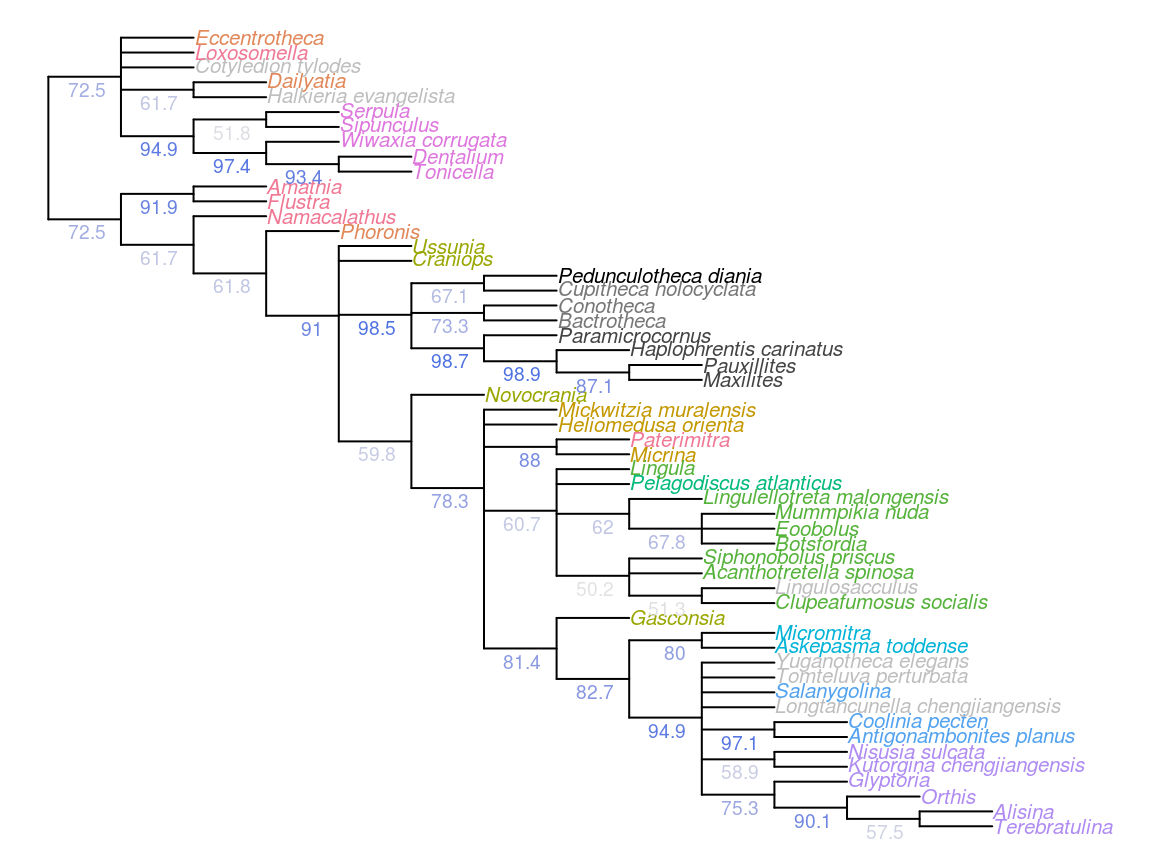 Eccentrotheca
Loxosomella
Cotyledion tylodes
Dailyatia
72.5
61.7
Halkieria evangelista
Serpula
51.8
Sipunculus
94.9
Wiwaxia corrugata
97.4
Dentalium
93.4
Tonicella
Amathia
91.9
Flustra
Namacalathus
72.5
Phoronis
61.7
Ussunia
Craniops
61.8
Pedunculotheca diania
67.1
Cupitheca holocyclata
Conotheca
91
98.5
73.3
Bactrotheca
Paramicrocornus
98.7
Haplophrentis carinatus
98.9
Pauxillites
87.1
Maxilites
Novocrania
Mickwitzia muralensis
Heliomedusa orienta
Paterimitra
59.8
88
Micrina
Lingula
Pelagodiscus atlanticus
78.3
Lingulellotreta malongensis
Mummpikia nuda
60.7
62
Eoobolus
67.8
Botsfordia
Siphonobolus priscus
Acanthotretella spinosa
50.2
Lingulosacculus
51.3
Clupeafumosus socialis
Gasconsia
Micromitra
80
Askepasma toddense
81.4
Yuganotheca elegans
Tomteluva perturbata
82.7
Salanygolina
Longtancunella chengjiangensis
Coolinia pecten
94.9
97.1
Antigonambonites planus
Nisusia sulcata
58.9
Kutorgina chengjiangensis
Glyptoria
75.3
Orthis
90.1
Alisina
57.5
Terebratulina